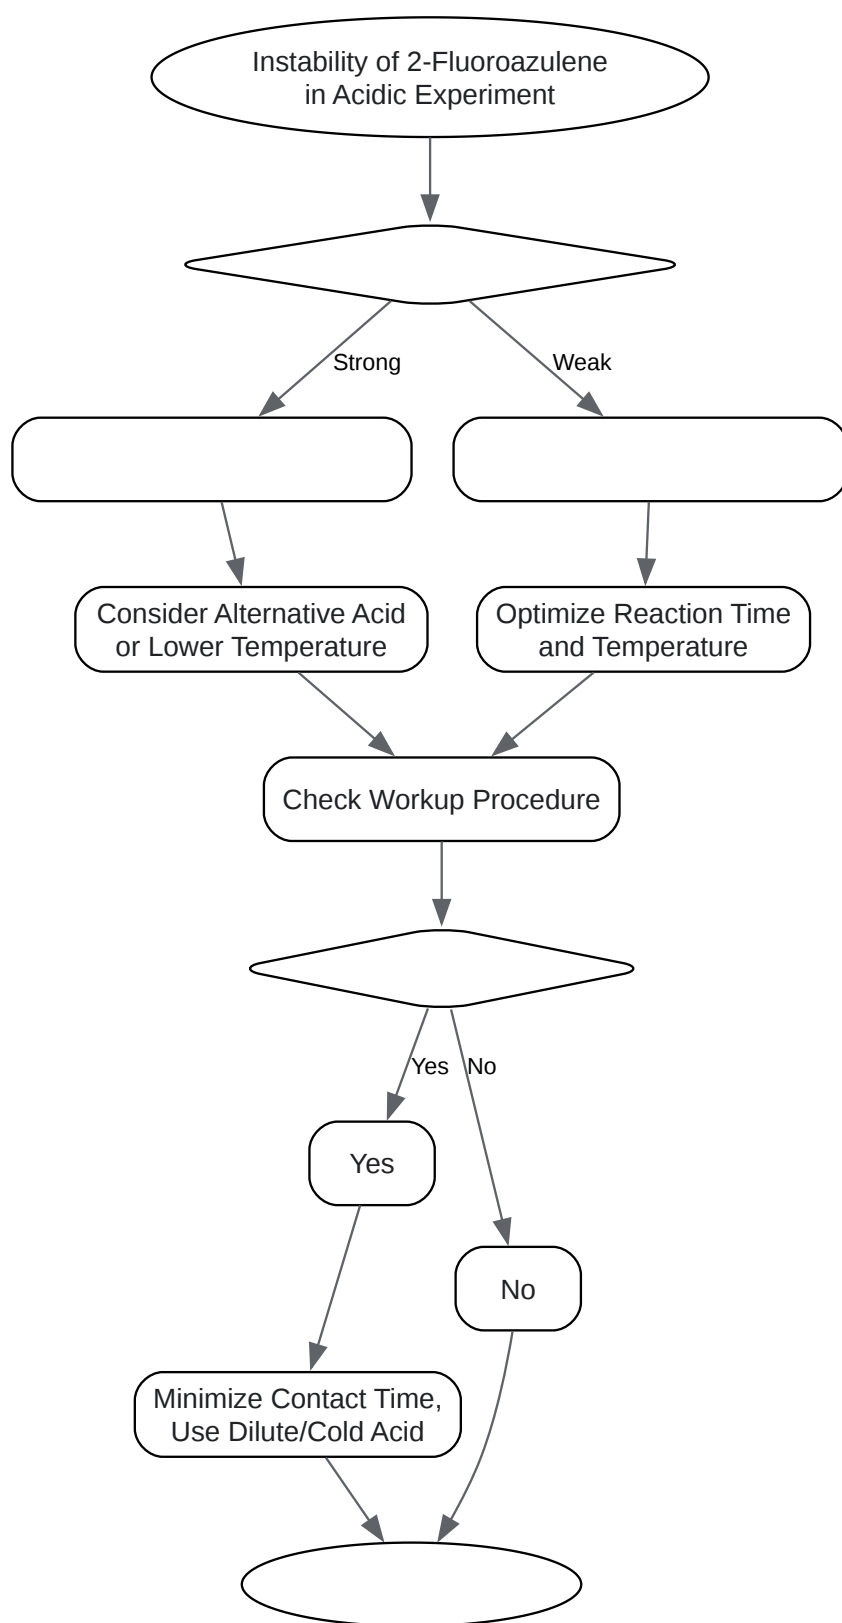 Instability of 2-Fluoroazulene
in Acidic Experiment
Strong
Weak
Consider Alternative Acid
or Lower Temperature
Optimize Reaction Time
and Temperature
Check Workup Procedure
Yes
No
Yes
No
Minimize Contact Time,
Use Dilute/Cold Acid